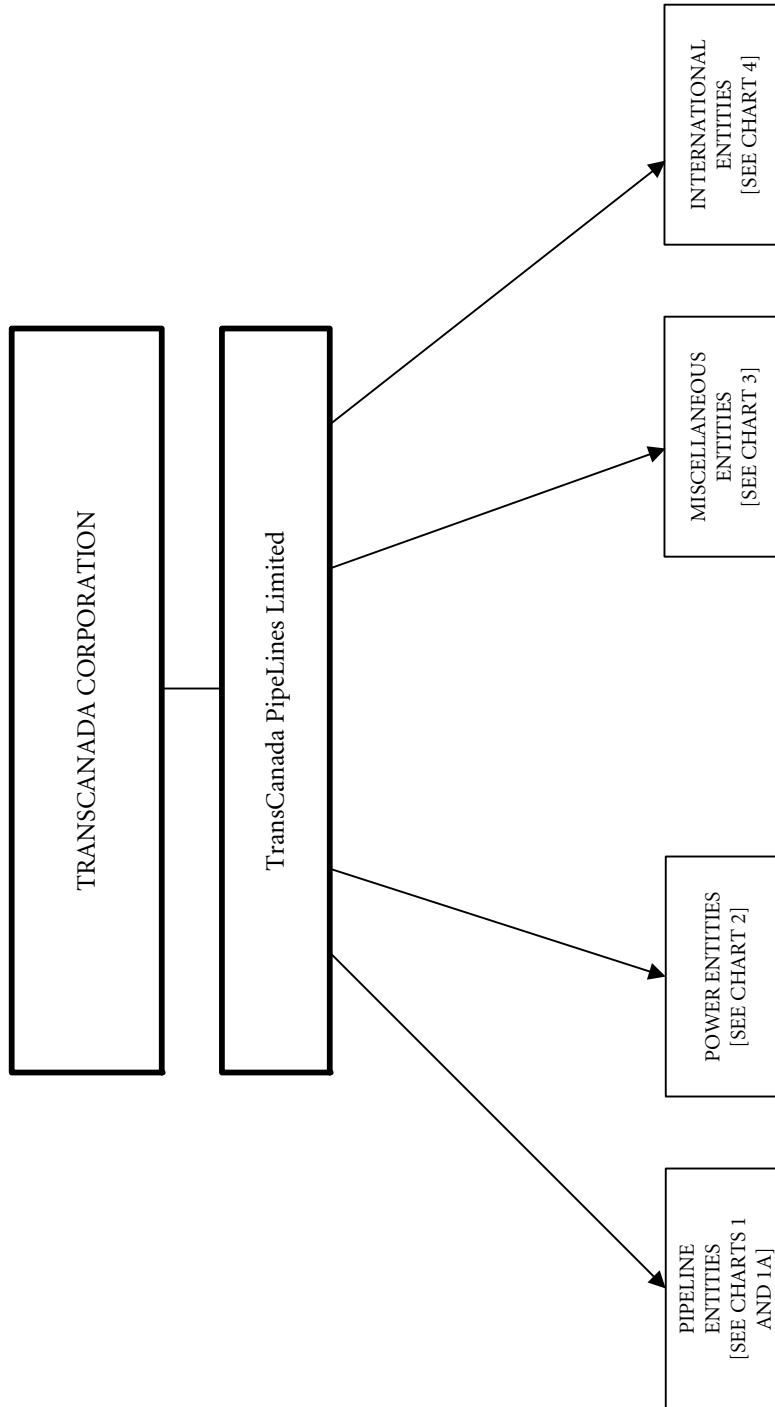 TRANSCANADA CORPORATION
TransCanada PipeLines Limited
PIPELINE
ENTITIES
[SEE CHARTS 1
AND 1A]
POWER ENTITIES
[SEE CHART 2]
MISCELLANEOUS
ENTITIES
[SEE CHART 3]
INTERNATIONAL
ENTITIES
[SEE CHART 4]